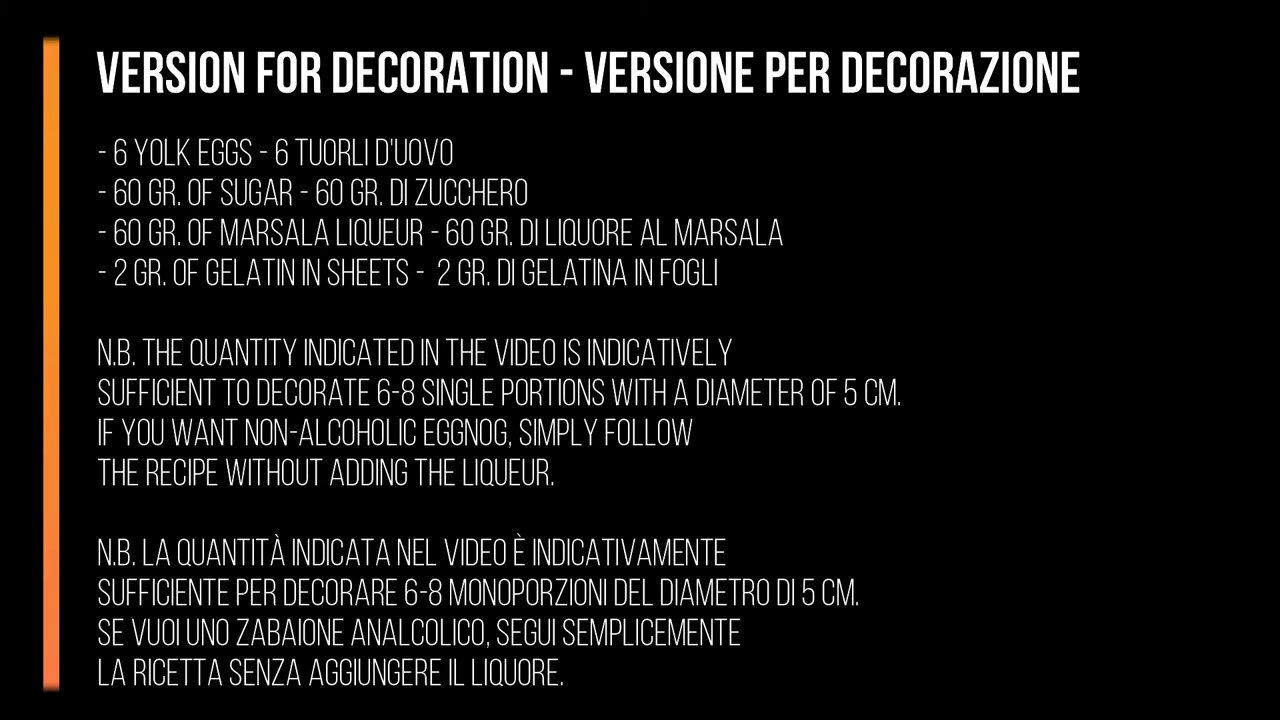 VERSION FOR DECORATION - VERSIONE PER DECORAZIONE
- 6 YOLK EGGS - 6 TUORLI D'UOVO
- 60 GR. OF SUGAR - 60 GR. DI ZUCCHERO
- 60 GR. OF MARSALA LIQUEUR - 60 GR. DI LIQUORE AL MARSALA
- 2 GR. OF GELATIN IN SHEETS -  2 GR. DI GELATINA IN FOGLI
N.B. THE QUANTITY INDICATED IN THE VIDEO IS INDICATIVELY
SUFFICIENT TO DECORATE 6-8 SINGLE PORTIONS WITH A DIAMETER OF 5 CM.
IF YOU WANT NON-ALCOHOLIC EGGNOG, SIMPLY FOLLOW
THE RECIPE WITHOUT ADDING THE LIQUEUR.
N.B. LA QUANTITÀ INDICATA NEL VIDEO È INDICATIVAMENTE
SUFFICIENTE PER DECORARE 6-8 MONOPORZIONI DEL DIAMETRO DI 5 CM.
SE VUOI UNO ZABAIONE ANALCOLICO, SEGUI SEMPLICEMENTE
LA RICETTA SENZA AGGIUNGERE IL LIQUORE.